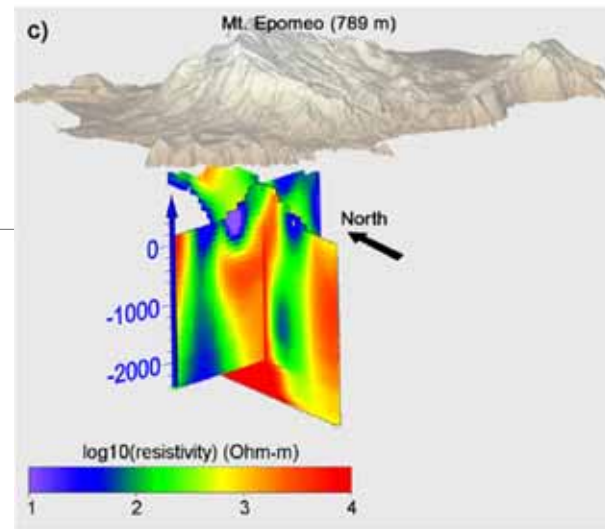 c)
Mt. Epomeo (789 m)
North
0
-1000
-2000
log10(resistivity) (Ohm-m)
1 2 3 4